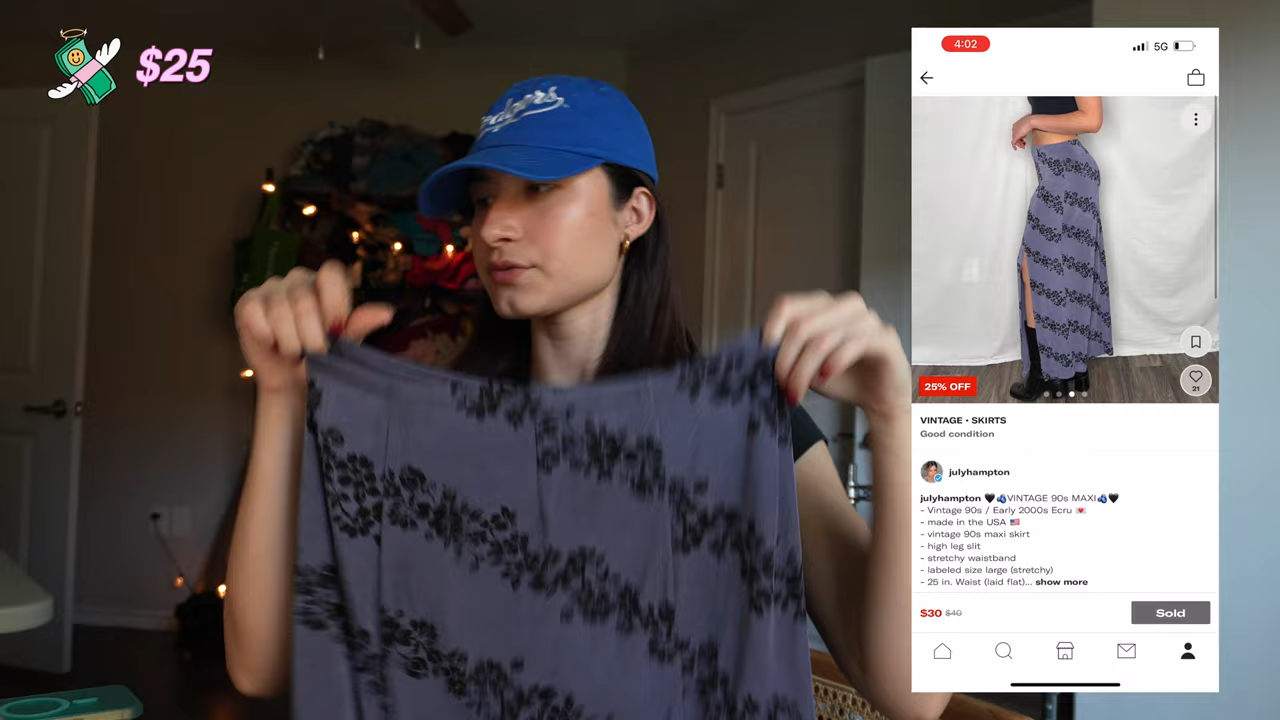 $25
dgers
4:02
5G
25% OFF
21
VINTAGE • SKIRTS
Good condition
julyhampton
julyhampton 🖤🫐VINTAGE 90s MAXI🫐🖤
- Vintage 90s / Early 2000s Ecru 💌
- made in the USA 🇺🇸
- vintage 90s maxi skirt
- high leg slit
- stretchy waistband
- labeled size large (stretchy)
- 25 in. Waist (laid flat)... show more
$30 $40
Sold